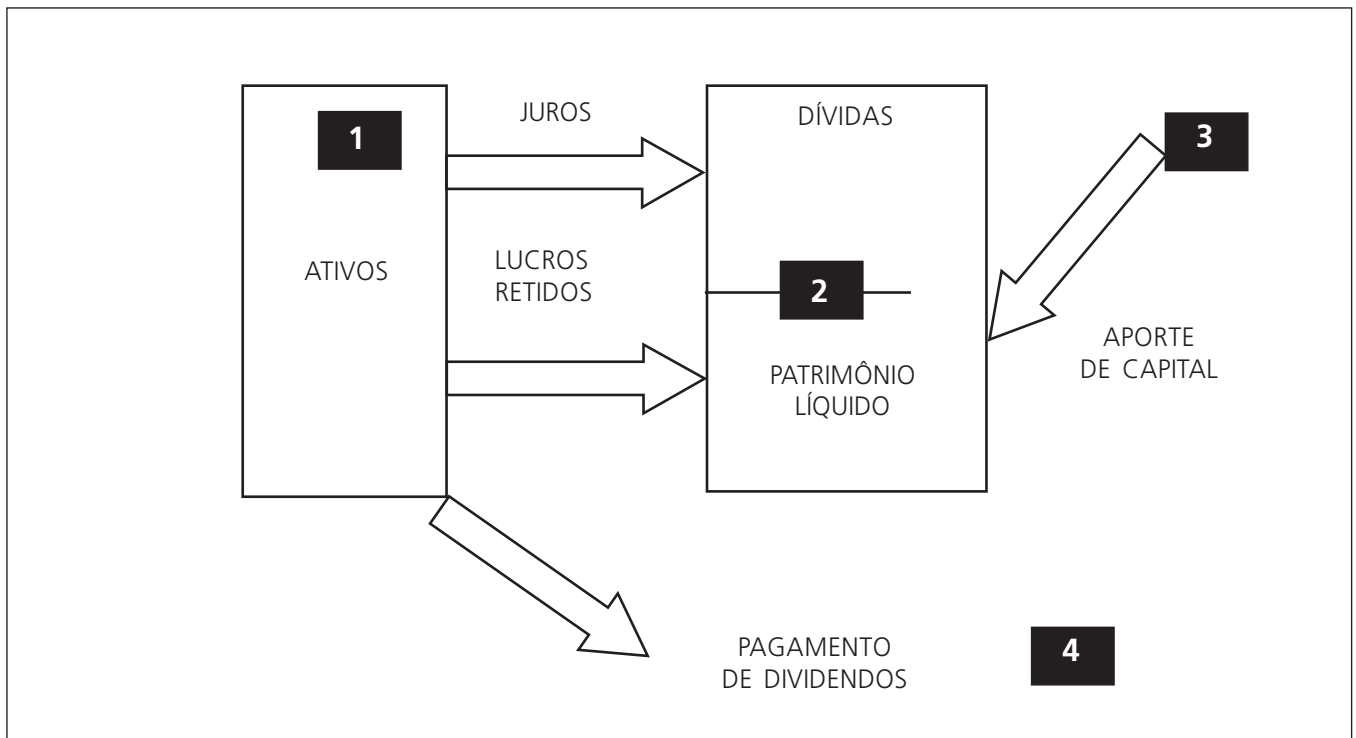 1
JUROS
DÍVIDAS
3
ATIVOS
LUCROS
RETIDOS
2
APORTE
DE CAPITAL
PATRIMÔNIO
LÍQUIDO
PAGAMENTO
DE DIVIDENDOS
4